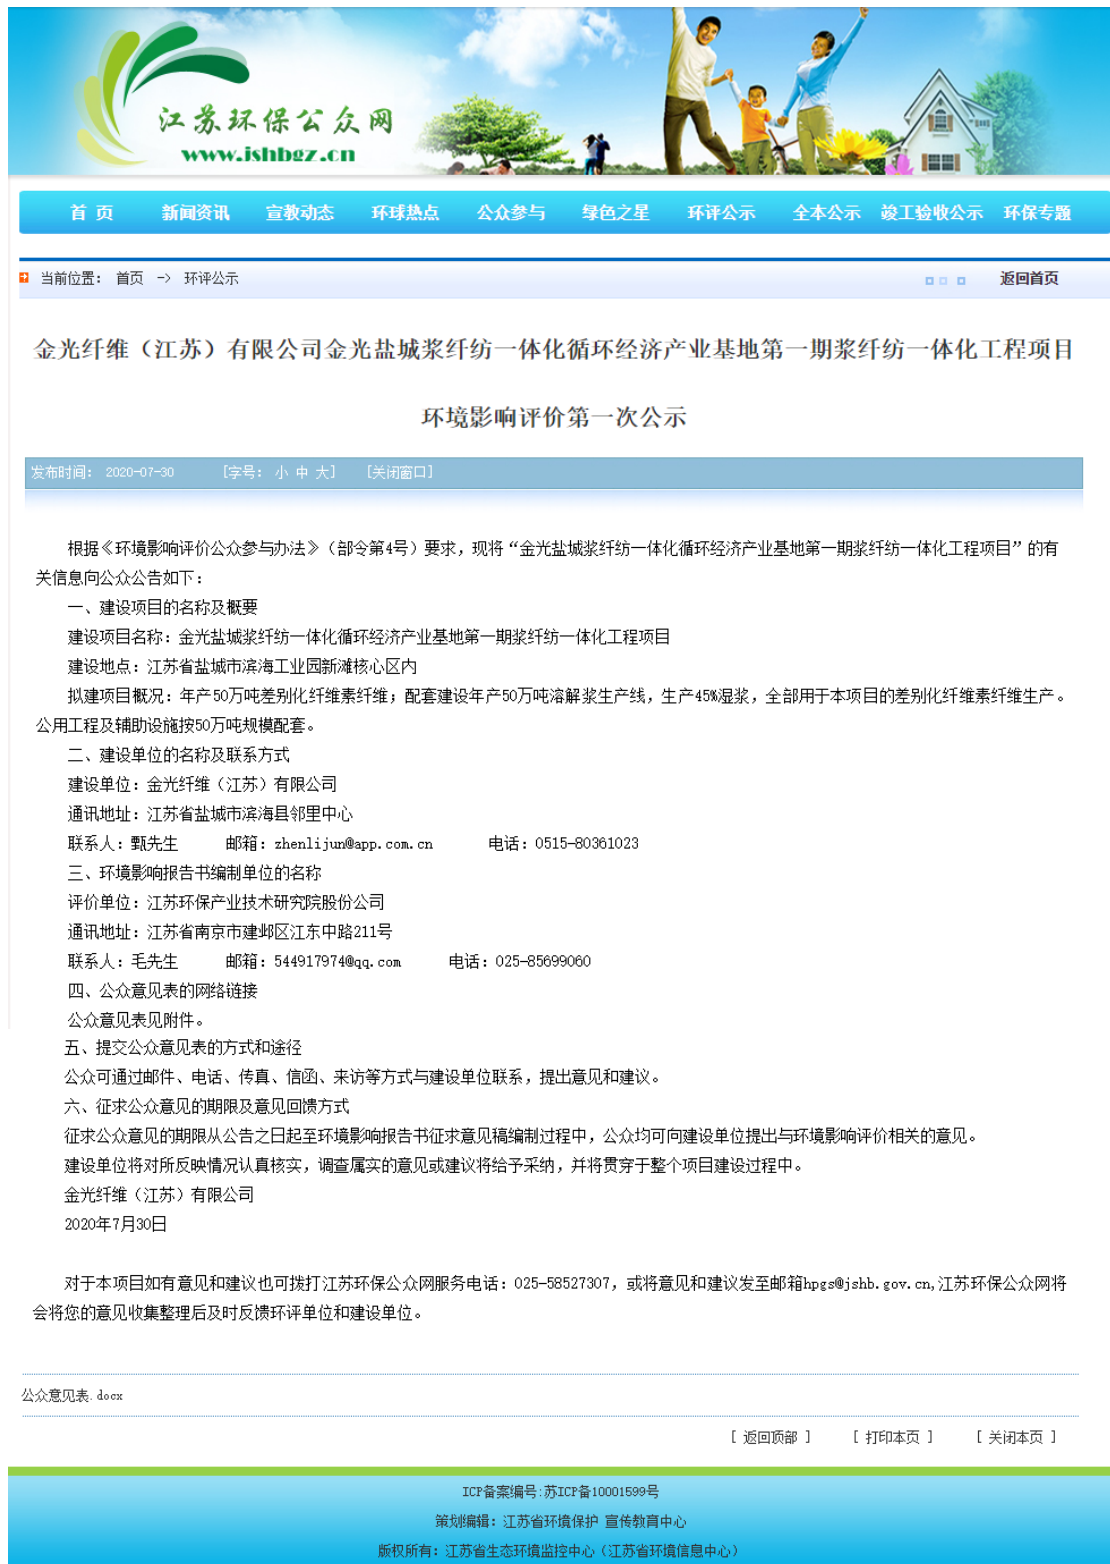 江苏环保公众网
www.jshbgz.cn
首 页 新闻资讯 宣教动态 环球热点 公众参与 绿色之星 环评公示 全本公示 竣工验收公示 环保专题
当前位置： 首页 -> 环评公示 返回首页
金光纤维（江苏）有限公司金光盐城浆纤纺一体化循环经济产业基地第一期浆纤纺一体化工程项目
环境影响评价第一次公示
发布时间： 2020-07-30 [字号： 小 中 大] [关闭窗口]
根据《环境影响评价公众参与办法》（部令第4号）要求，现将“金光盐城浆纤纺一体化循环经济产业基地第一期浆纤纺一体化工程项目”的有
关信息向公众公告如下：
一、建设项目的名称及概要
建设项目名称：金光盐城浆纤纺一体化循环经济产业基地第一期浆纤纺一体化工程项目
建设地点：江苏省盐城市滨海工业园新滩核心区内
拟建项目概况：年产50万吨差别化纤维素纤维；配套建设年产50万吨溶解浆生产线，生产45%湿浆，全部用于本项目的差别化纤维素纤维生产。
公用工程及辅助设施按50万吨规模配套。
二、建设单位的名称及联系方式
建设单位：金光纤维（江苏）有限公司
通讯地址：江苏省盐城市滨海县邻里中心
联系人：甄先生 邮箱：zhenlijun@app.com.cn 电话：0515-80361023
三、环境影响报告书编制单位的名称
评价单位：江苏环保产业技术研究院股份公司
通讯地址：江苏省南京市建邺区江东中路211号
联系人：毛先生 邮箱：544917974@qq.com 电话：025-85699060
四、公众意见表的网络链接
公众意见表见附件。
五、提交公众意见表的方式和途径
公众可通过邮件、电话、传真、信函、来访等方式与建设单位联系，提出意见和建议。
六、征求公众意见的期限及意见回馈方式
征求公众意见的期限从公告之日起至环境影响报告书征求意见稿编制过程中，公众均可向建设单位提出与环境影响评价相关的意见。
建设单位将对所反映情况认真核实，调查属实的意见或建议将给予采纳，并将贯穿于整个项目建设过程中。
金光纤维（江苏）有限公司
2020年7月30日
对于本项目如有意见和建议也可拨打江苏环保公众网服务电话：025-58527307，或将意见和建议发至邮箱hpgs@jshb.gov.cn,江苏环保公众网将
会将您的意见收集整理后及时反馈环评单位和建设单位。
公众意见表.docx
[ 返回顶部 ] [ 打印本页 ] [ 关闭本页 ]
ICP备案编号:苏ICP备10001599号
策划编辑：江苏省环境保护 宣传教育中心
版权所有：江苏省生态环境监控中心（江苏省环境信息中心）